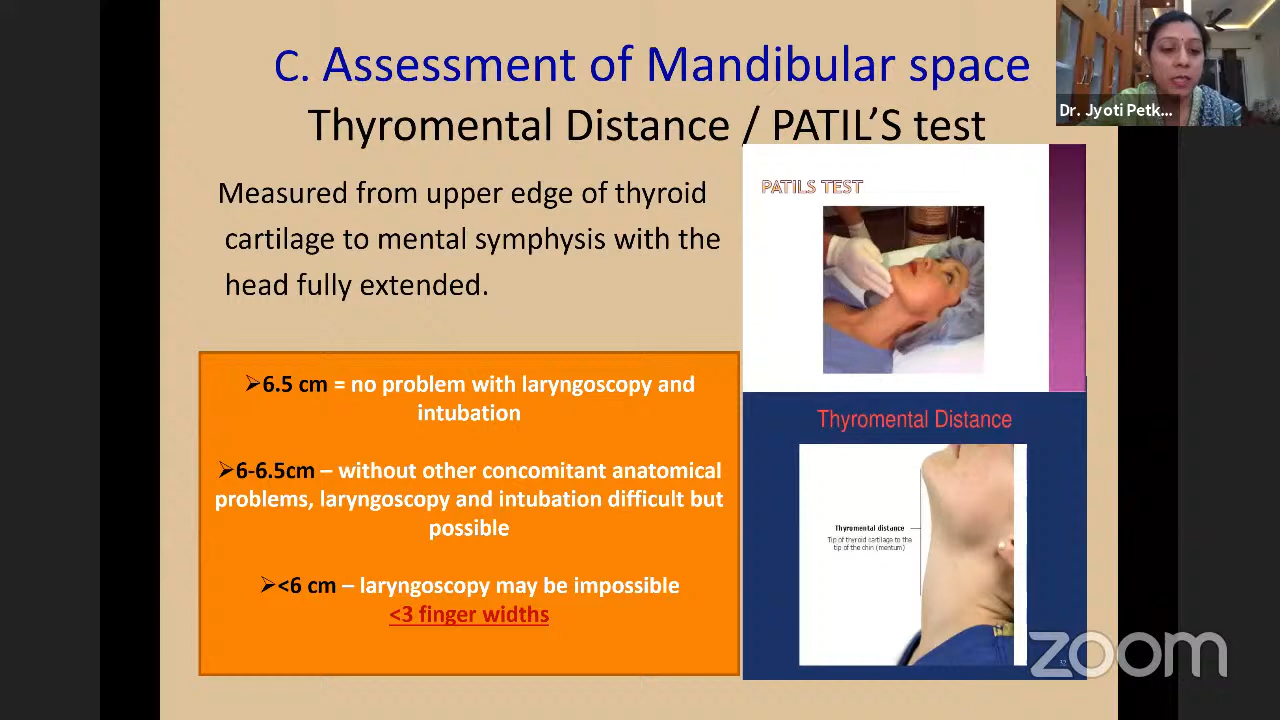 C. Assessment of Mandibular space
Thyromental Distance / PATIL'S test
Dr. Jyoti Petk...
Measured from upper edge of thyroid
cartilage to mental symphysis with the
head fully extended.
PATILS TEST
➢6.5 cm = no problem with laryngoscopy and
intubation
➢6-6.5cm – without other concomitant anatomical
problems, laryngoscopy and intubation difficult but
possible
➢<6 cm – laryngoscopy may be impossible
<3 finger widths
Thyromental Distance
Thyromental distance
Tip of thyroid cartilage to the
tip of the chin (mentum)
32
zoom